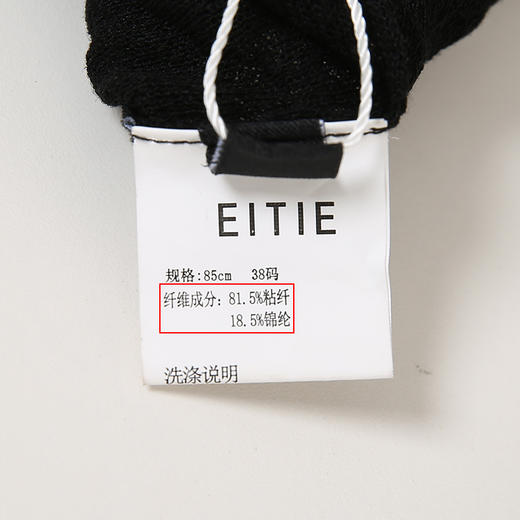 EITIE
规格:85cm 38码
纤维成分: 81.5%粘纤
18.5%锦纶
洗涤说明